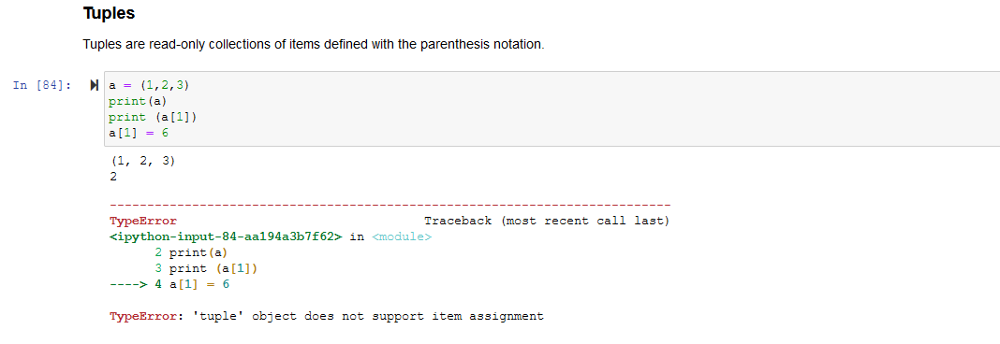 Tuples
Tuples are read-only collections of items defined with the parenthesis notation.
In [84]: a = (1,2,3)
print(a)
print (a[1])
a[1] = 6
(1, 2, 3)
2
---------------------------------------------------------------------------
TypeError                                 Traceback (most recent call last)
<ipython-input-84-aa194a3b7f62> in <module>
      2 print(a)
      3 print (a[1])
----> 4 a[1] = 6
TypeError: 'tuple' object does not support item assignment